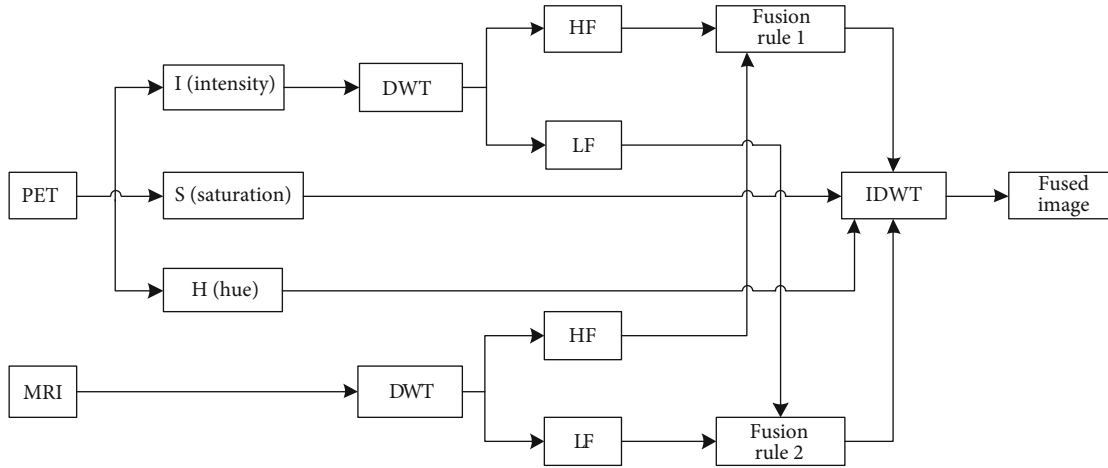 HF
Fusion
rule 1
I (intensity)
DWT
LF
PET
S (saturation)
IDWT
Fused
image
H (hue)
HF
MRI
DWT
LF
Fusion
rule 2